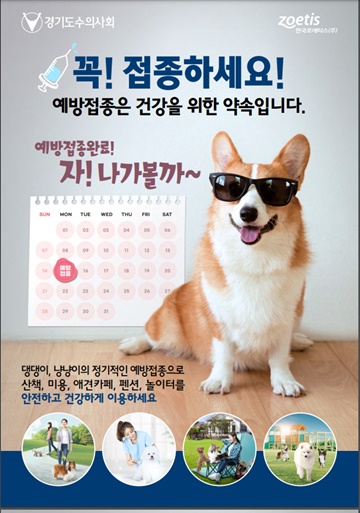 경기도수의사회
zoetis
한국조에티스(주)
꼭! 접종하세요!
예방접종은 건강을 위한 약속입니다.
예방접종완료!
자! 나가볼까~
SUN MON TUE WED THU FRI SAT
01 02 03 04 05 06
07 08 09 10 11 12 13
14 예방접종 16 17 18 19 20
21 22 23 24 25 26 27
28 29 30 31
댕댕이, 냥냥이의 정기적인 예방접종으로
산책, 미용, 애견카페, 펜션, 놀이터를
안전하고 건강하게 이용하세요